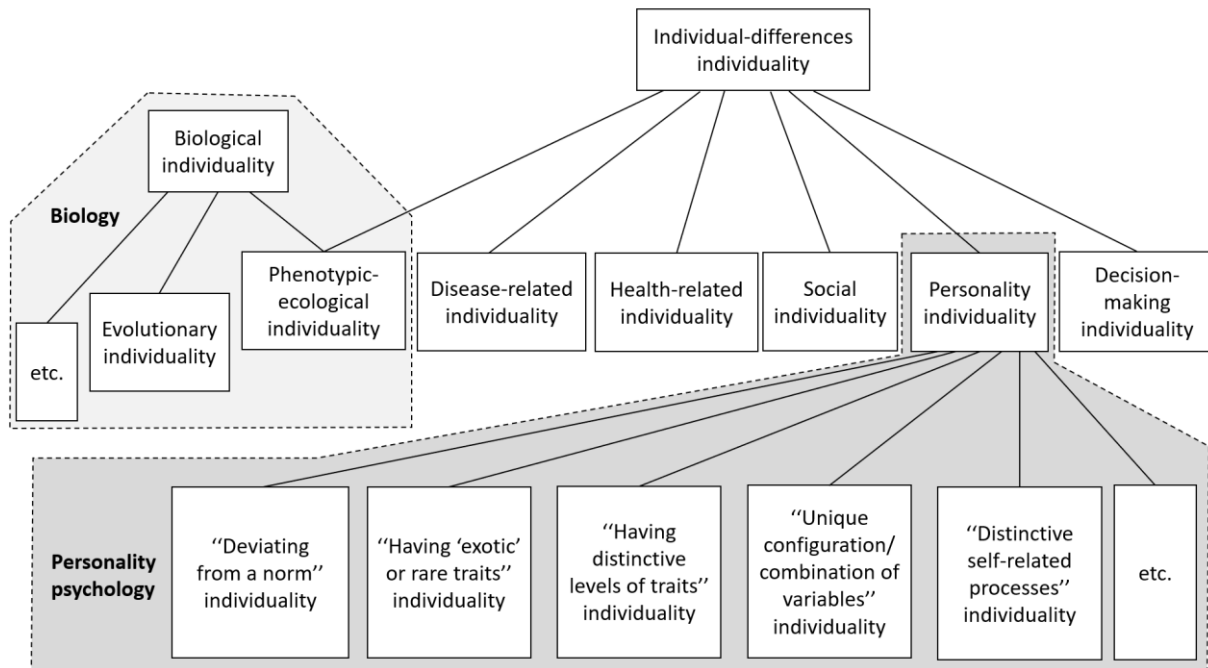 Individual-differences
individuality
Biological
individuality
Biology
Phenotypic-
ecological
individuality
Disease-related
individuality
Health-related
individuality
Social
individuality
Personality
individuality
Decision-
making
individuality
Evolutionary
individuality
etc.
Personality
psychology
‘‘Deviating
from a norm’’
individuality
‘‘Having ‘exotic’
or rare traits’’
individuality
‘‘Having
distinctive
levels of traits’’
individuality
‘‘Unique
configuration/
combination of
variables’’
individuality
‘‘Distinctive
self-related
processes’’
individuality
etc.